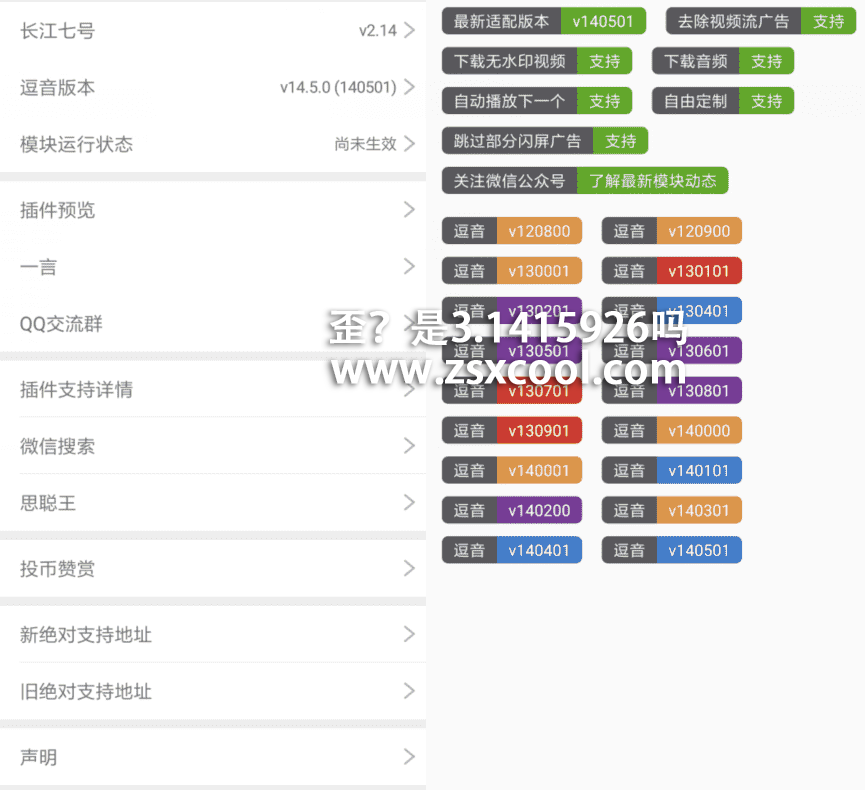 长江七号 v2.14
逗音版本 v14.5.0 (140501)
模块运行状态 尚未生效
插件预览
一言
QQ交流群
插件支持详情
微信搜索
思聪王
投币赞赏
新绝对支持地址
旧绝对支持地址
声明
最新适配版本 v140501 去除视频流广告 支持
下载无水印视频 支持 下载音频 支持
自动播放下一个 支持 自由定制 支持
跳过部分闪屏广告 支持
关注微信公众号 了解最新模块动态
逗音 v120800 逗音 v120900
逗音 v130001 逗音 v130101
逗音 v130201 逗音 v130401
逗音 v130501 逗音 v130601
逗音 v130701 逗音 v130801
逗音 v130901 逗音 v140000
逗音 v140001 逗音 v140101
逗音 v140200 逗音 v140301
逗音 v140401 逗音 v140501
歪？是3.1415926吗
www.zsxcool.com